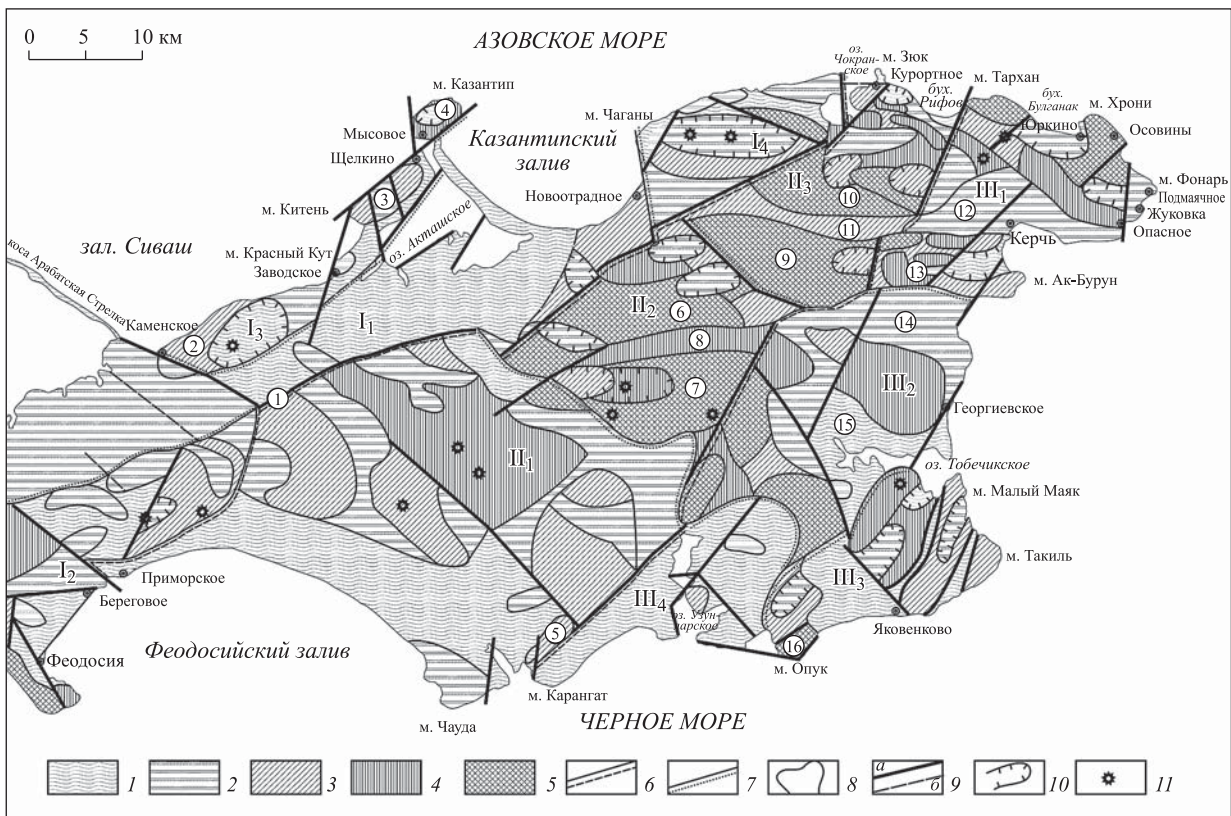 0 5 10 км
АЗОВСКОЕ МОРЕ
оз.
Чокран-
ское
м. Зюк
Курортное
бух.
Рифов
м. Тархан
бух.
Булганак
м. Хрони
Юркино
Осовины
м. Казантип
4
Мысовое
Щелкино
Казантипский
залив
м. Чаганы
I4
II3
10
III1
12
м. Фонарь
Подмаячное
Жуковка
Опасное
3
м. Китень
Новоотрадное
11
Керчь
зал. Сиваш
м. Красный Кут
Заводское
оз. Акташское
9
13
м. Ак-Бурун
коса Арабатская Стрелка
Каменское
2
I3
I1
II2
6
14
8
7
III2
1
Георгиевское
15
II1
оз. Тобечикское
м. Малый Маяк
I2
Приморское
Береговое
м. Такиль
III3
III4
оз. Узун-
ларское
5
16
Яковенково
Феодосия
Феодосийский залив
м. Опук
м. Карангат
м. Чауда
ЧЕРНОЕ МОРЕ
1 2 3 4 5 6 7 8 а б 9 10 11